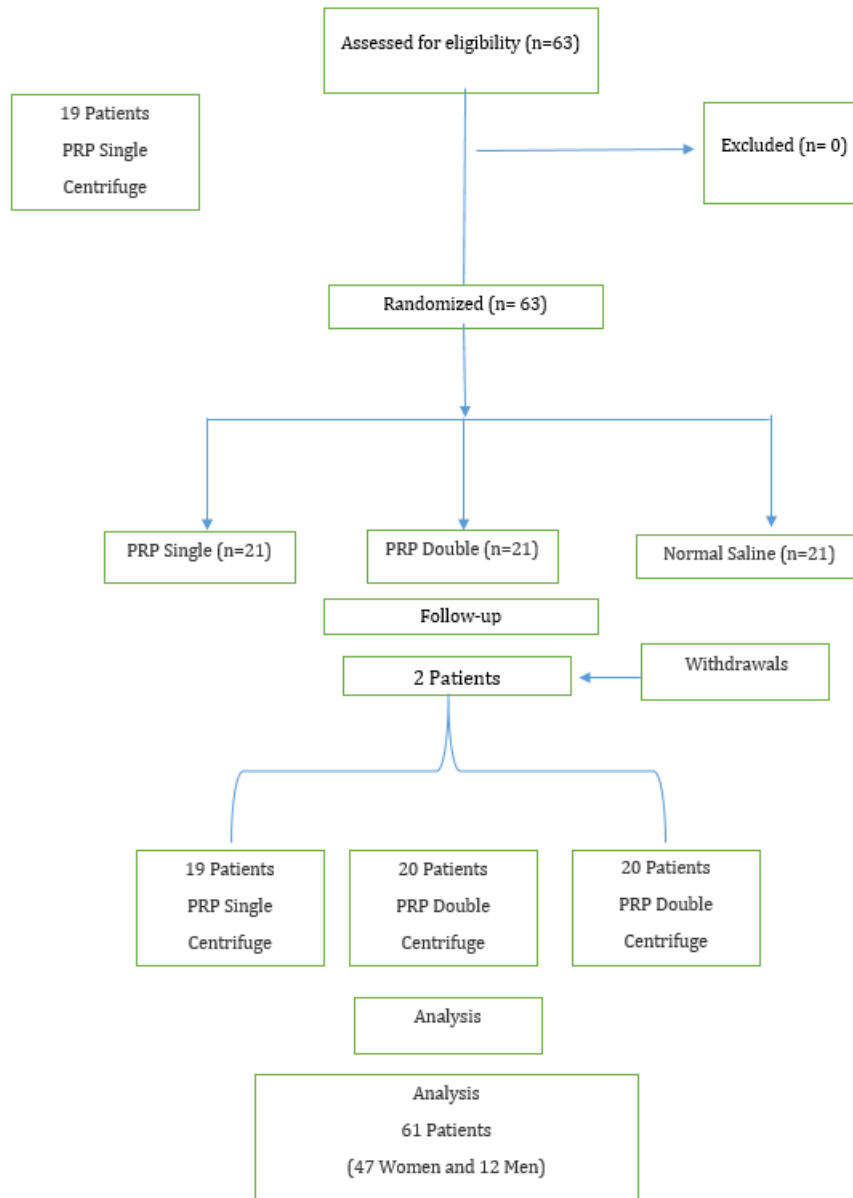 Assessed for eligibility (n=63)
19 Patients
PRP Single
Centrifuge
Excluded (n= 0)
Randomized (n= 63)
PRP Single (n=21)
PRP Double (n=21)
Normal Saline (n=21)
Follow-up
2 Patients
Withdrawals
19 Patients
PRP Single
Centrifuge
20 Patients
PRP Double
Centrifuge
20 Patients
PRP Double
Centrifuge
Analysis
Analysis
61 Patients
(47 Women and 12 Men)